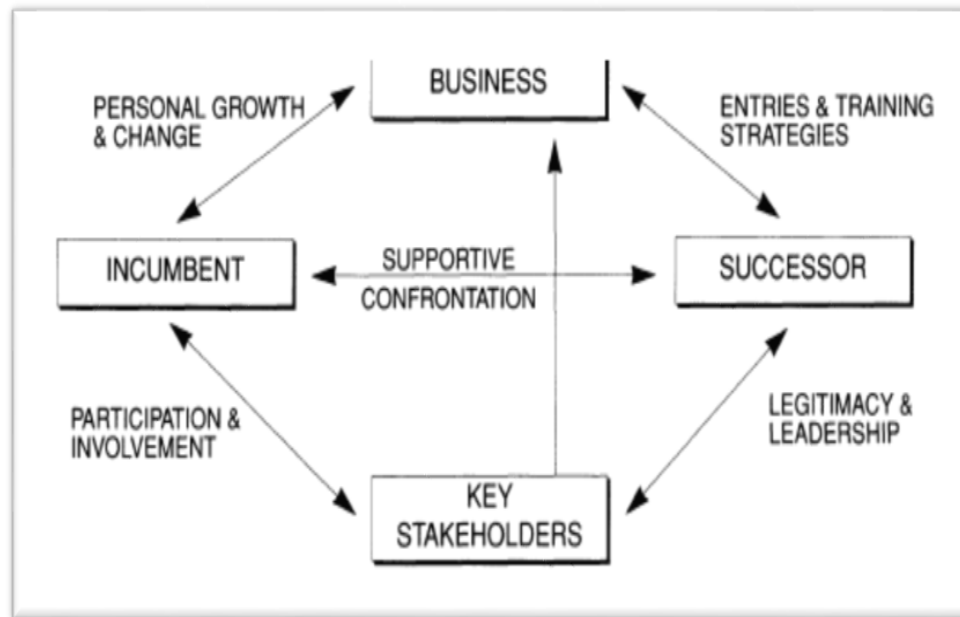 BUSINESS
PERSONAL GROWTH
& CHANGE
ENTRIES & TRAINING
STRATEGIES
INCUMBENT
SUPPORTIVE
CONFRONTATION
SUCCESSOR
PARTICIPATION &
INVOLVEMENT
LEGITIMACY &
LEADERSHIP
KEY
STAKEHOLDERS